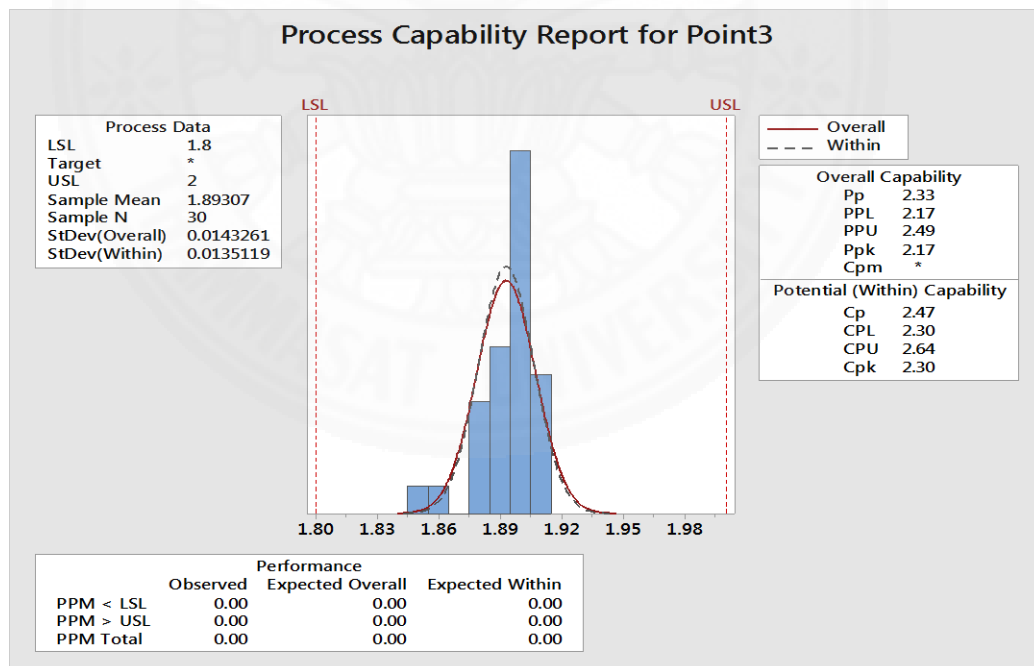 Process Capability Report for Point3
LSL USL
Process Data
LSL 1.8
Target *
USL 2
Sample Mean 1.89307
Sample N 30
StDev(Overall) 0.0143261
StDev(Within) 0.0135119
Overall
Within
Overall Capability
Pp 2.33
PPL 2.17
PPU 2.49
Ppk 2.17
Cpm *
Potential (Within) Capability
Cp 2.47
CPL 2.30
CPU 2.64
Cpk 2.30
1.80 1.83 1.86 1.89 1.92 1.95 1.98
Performance
Observed Expected Overall Expected Within
PPM < LSL 0.00 0.00 0.00
PPM > USL 0.00 0.00 0.00
PPM Total 0.00 0.00 0.00